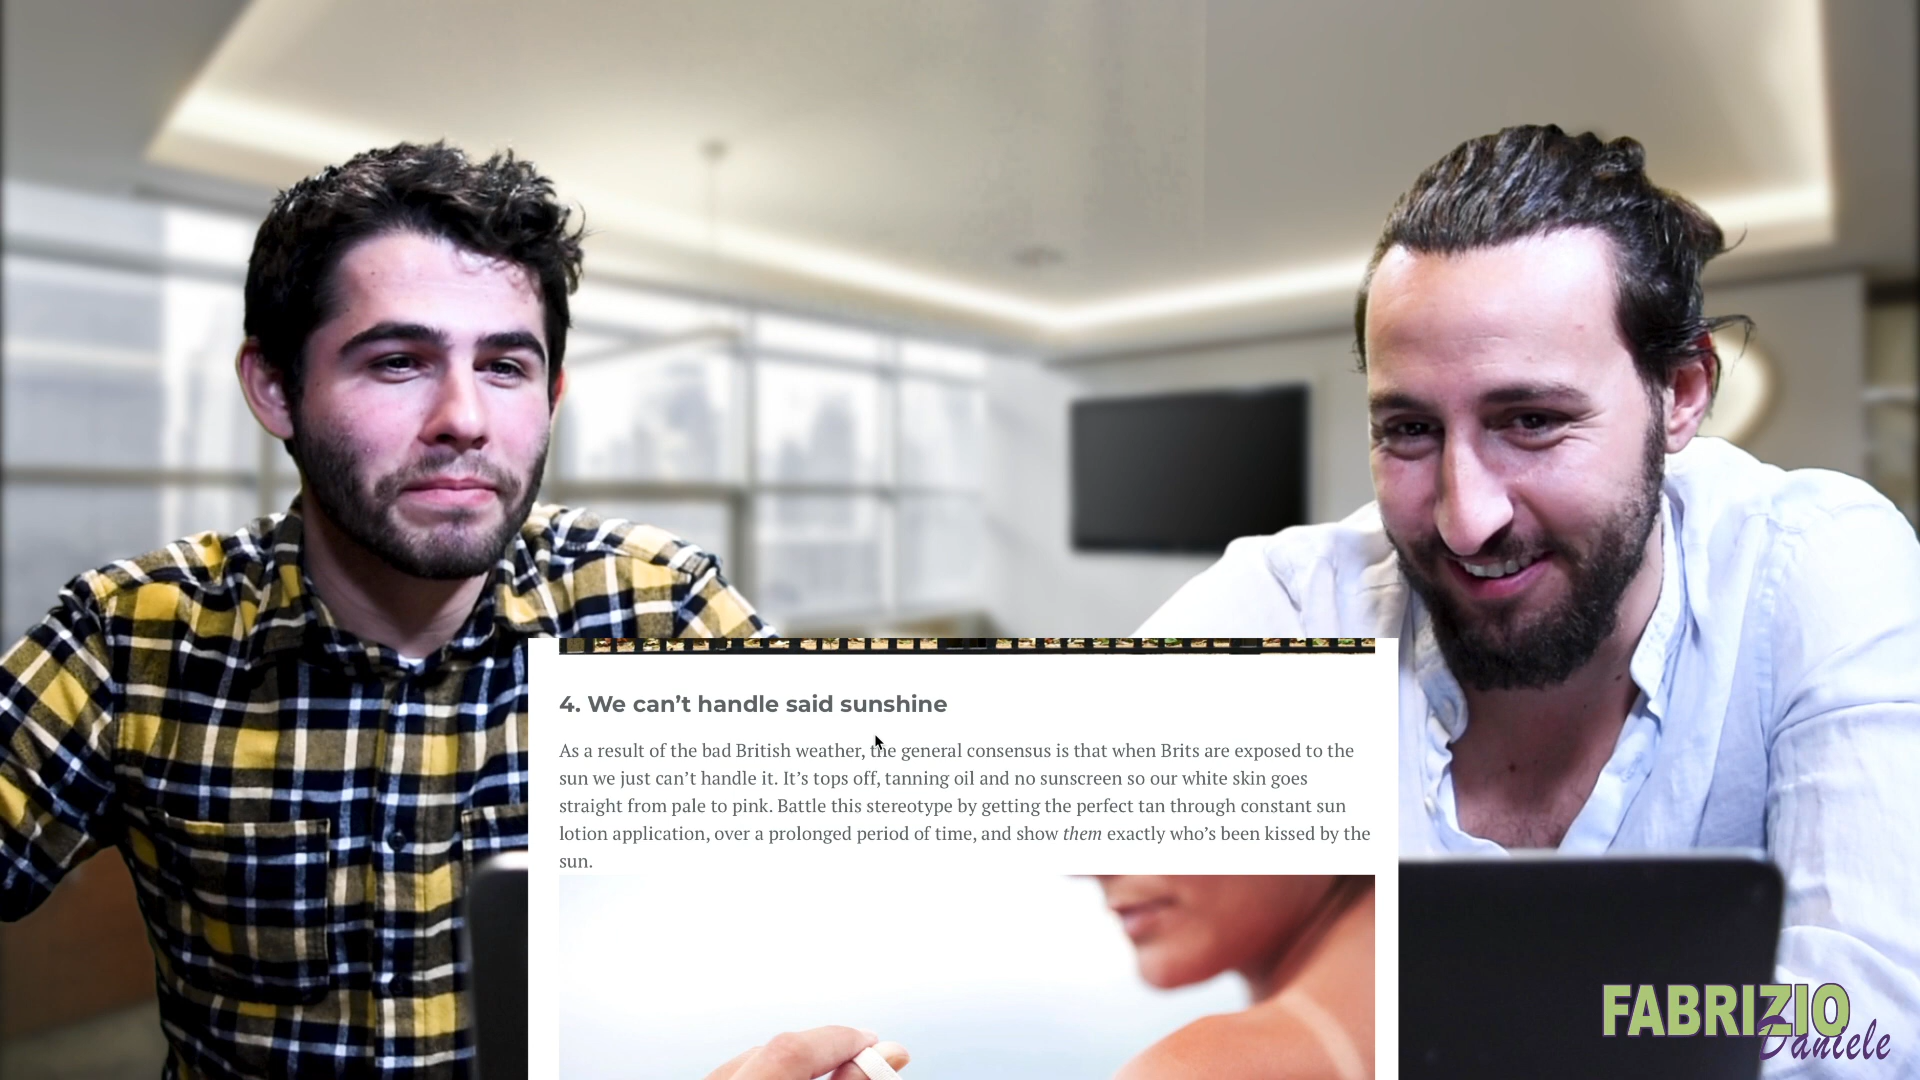 4. We can’t handle said sunshine
As a result of the bad British weather, the general consensus is that when Brits are exposed to the
sun we just can’t handle it. It’s tops off, tanning oil and no sunscreen so our white skin goes
straight from pale to pink. Battle this stereotype by getting the perfect tan through constant sun
lotion application, over a prolonged period of time, and show them exactly who’s been kissed by the
sun.
FABRIZIO
Daniele